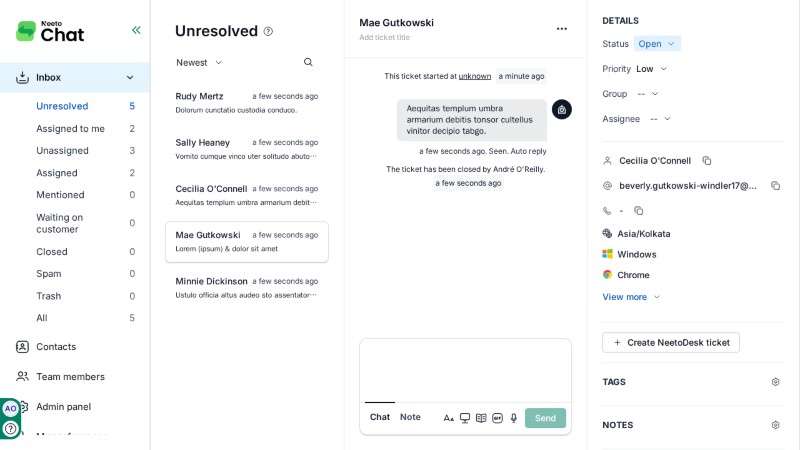 Neeto
Chat
Inbox
Unresolved 5
Assigned to me 2
Unassigned 3
Assigned 2
Mentioned 0
Waiting on
customer 0
Closed 0
Spam 0
Trash 0
All 5
Contacts
Team members
Admin panel
AO
Unresolved
Newest
Rudy Mertz a few seconds ago
Dolorum cunctatio custodia conduco.
Sally Heaney a few seconds ago
Vomito cumque vinco uter solitudo abuto...
Cecilia O'Connell a few seconds ago
Aequitas templum umbra armarium debit...
Mae Gutkowski a few seconds ago
Lorem (ipsum) & dolor sit amet
Minnie Dickinson a few seconds ago
Ustulo officia altus audeo sto assentator...
Mae Gutkowski
Add ticket title
This ticket started at unknown a minute ago
Aequitas templum umbra
armarium debitis tonsor cultellus
vinitor decipio tabgo.
a few seconds ago. Seen. Auto reply
The ticket has been closed by André O'Reilly.
a few seconds ago
Chat Note Send
DETAILS
Status Open
Priority Low
Group --
Assignee --
Cecilia O'Connell
beverly.gutkowski-windler17@...
-
Asia/Kolkata
Windows
Chrome
View more
+ Create NeetoDesk ticket
TAGS
NOTES